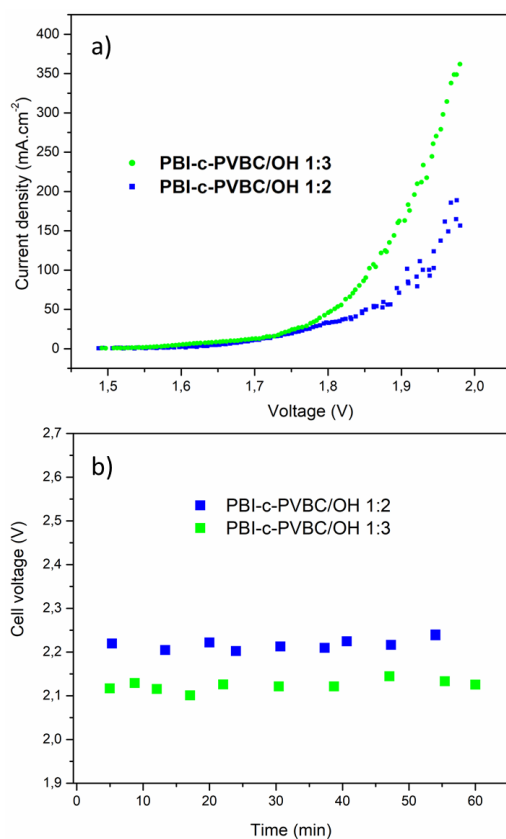 a)
400
350
300
250
200
150
100
50
0
Current density (mA.cm⁻²)
PBI-c-PVBC/OH 1:3
PBI-c-PVBC/OH 1:2
1,5 1,6 1,7 1,8 1,9 2,0
Voltage (V)
b)
2,7
2,6
2,5
2,4
2,3
2,2
2,1
2,0
1,9
Cell voltage (V)
PBI-c-PVBC/OH 1:2
PBI-c-PVBC/OH 1:3
0 10 20 30 40 50 60
Time (min)